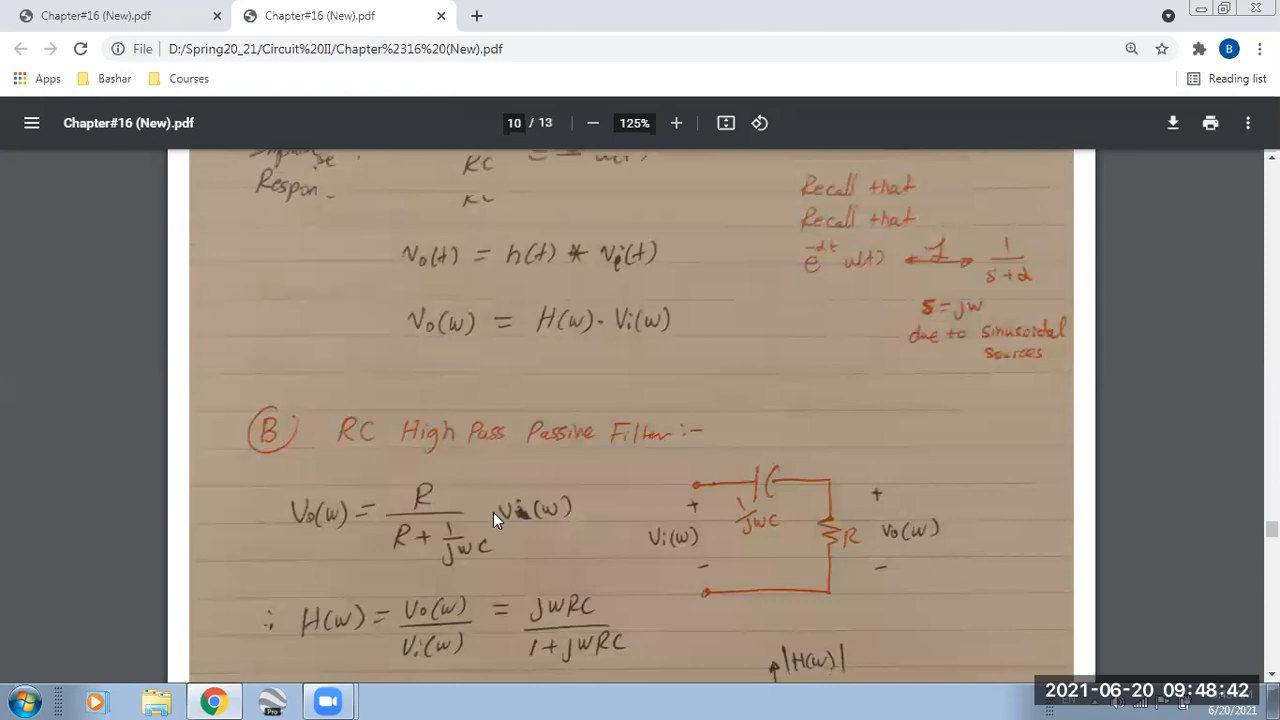 Chapter#16 (New).pdf
Chapter#16 (New).pdf
File
D:/Spring20_21/Circuit%20II/Chapter%2316%20(New).pdf
B
Apps
Bashar
Courses
Reading list
Chapter#16 (New).pdf
10 / 13
125%
RC
Respon-
Recall that
Recall that
e^-αt u(t) ↔ 1/(s+α)
s = jw
due to sinusoidal
sources
vo(t) = h(t) * vi(t)
Vo(w) = H(w) . Vi(w)
B RC High Pass Passive Filter:-
Vo(w) = R / (R + 1/jwc) Vi(w)
1/jwc
Vi(w)
+
-
R
+
Vo(w)
-
∴ H(w) = Vo(w)/Vi(w) = jwRC / (1+jwRC)
|H(w)|
Pro
2021-06-20 09:48:42
6/20/2021